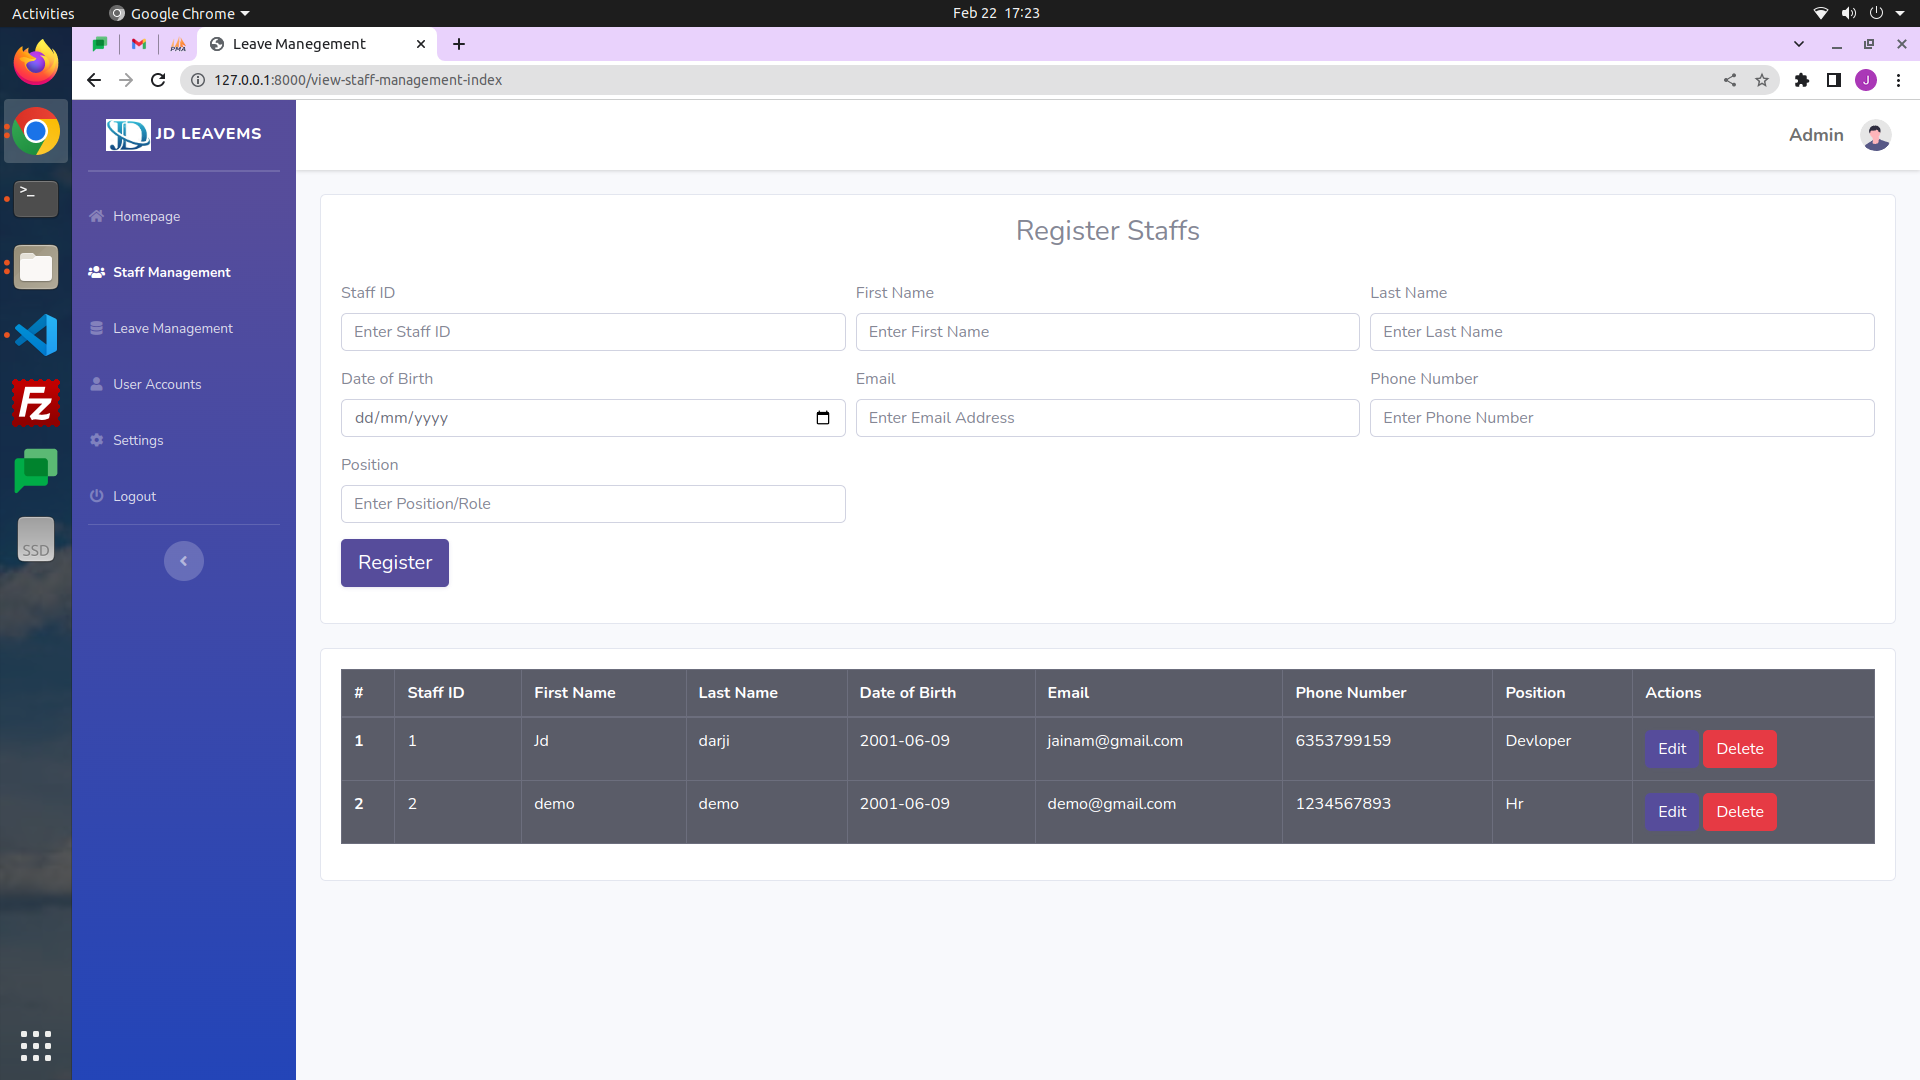 Activities Google Chrome Feb 22 17:23
PMA Leave Manegement
127.0.0.1:8000/view-staff-management-index J
JD JD LEAVEMS Admin
Homepage
Staff Management
Leave Management
User Accounts
Settings
Logout
>_
Fz
SSD
Register Staffs
Staff ID First Name Last Name
Enter Staff ID Enter First Name Enter Last Name
Date of Birth Email Phone Number
dd/mm/yyyy Enter Email Address Enter Phone Number
Position
Enter Position/Role
Register
# Staff ID First Name Last Name Date of Birth Email Phone Number Position Actions
1 1 Jd darji 2001-06-09 jainam@gmail.com 6353799159 Devloper Edit Delete
2 2 demo demo 2001-06-09 demo@gmail.com 1234567893 Hr Edit Delete